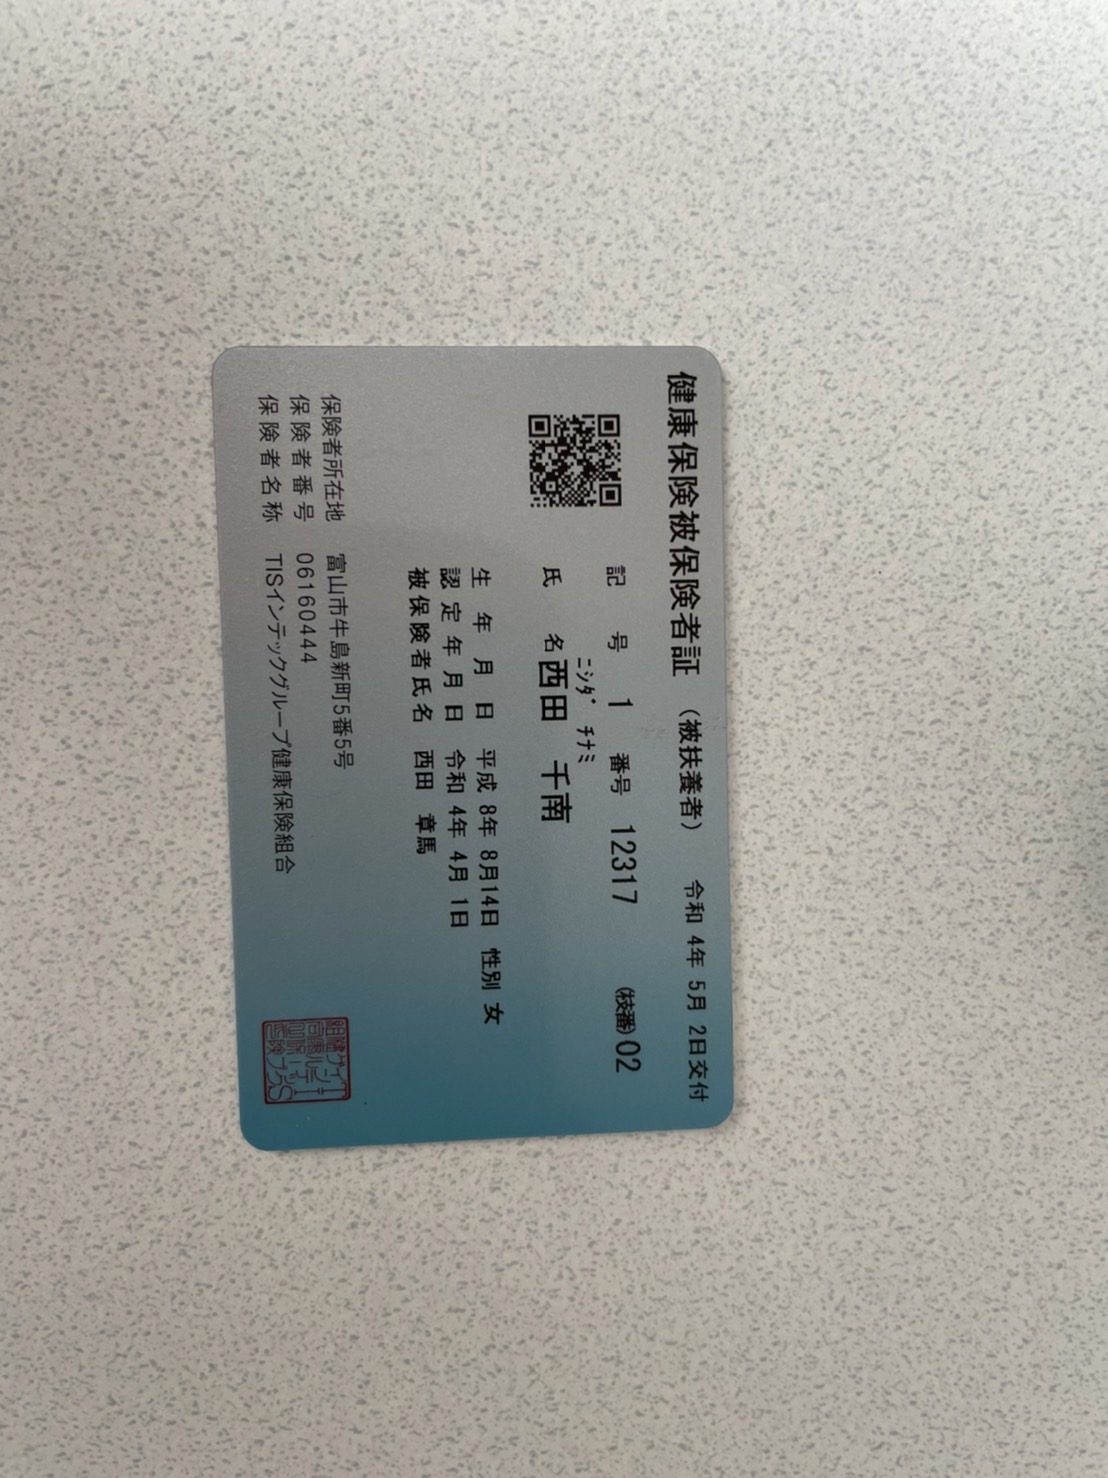 健康保険被保険者証 （被扶養者） 令和 4年 5月 2日交付
記 号 1 番号 12317 (枝番)02
ﾆｼﾀﾞ ﾁﾅﾐ
氏 名 西田 千南
生 年 月 日 平成 8年 8月14日 性別 女
認 定 年 月 日 令和 4年 4月 1日
被保険者氏名 西田 章馬
保険者所在地 富山市牛島新町5番5号
保 険 者 番 号 06160444
保 険 者 名 称 TISインテックグループ健康保険組合